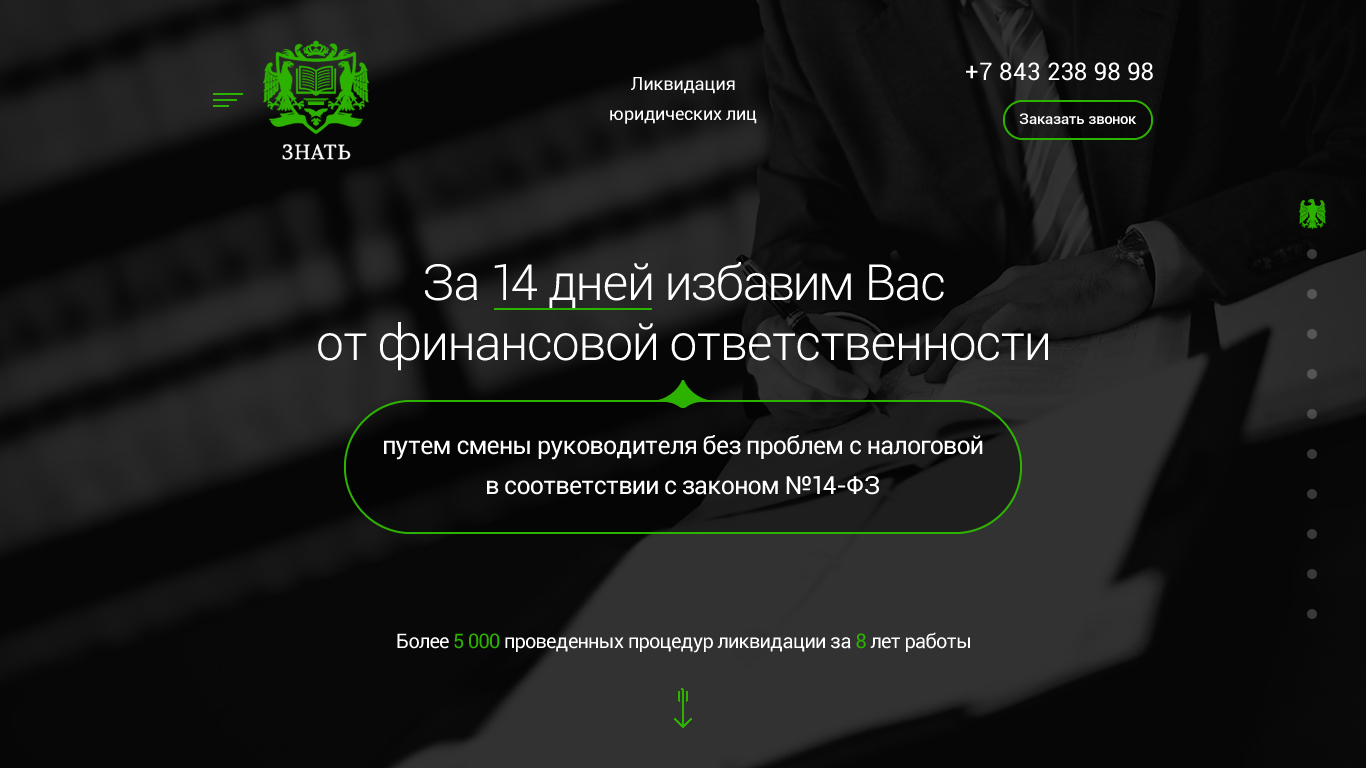 ЗНАТЬ
Ликвидация
юридических лиц
+7 843 238 98 98
Заказать звонок
За 14 дней избавим Вас
от финансовой ответственности
путем смены руководителя без проблем с налоговой
в соответствии с законом №14-ФЗ
Более 5 000 проведенных процедур ликвидации за 8 лет работы